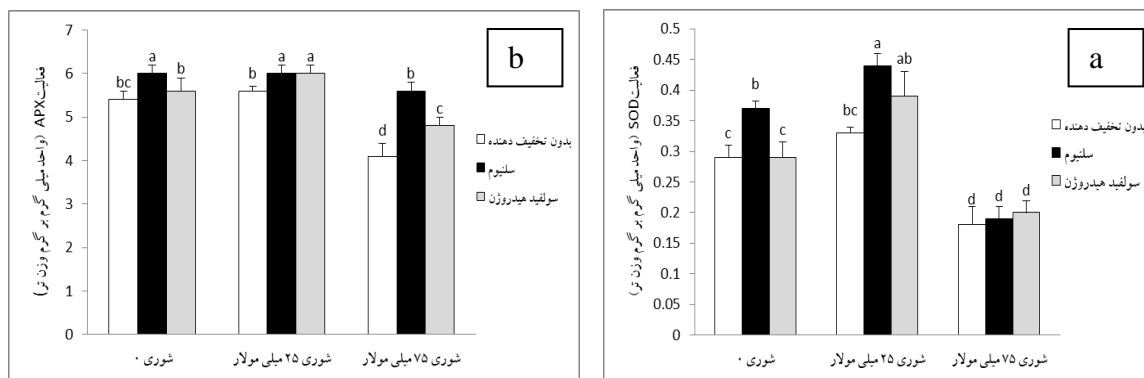 b
فعالیت APX (واحد میلی گرم بر گرم وزن تر)
7
6
5
4
3
2
1
0
bc
a
b
b
a
a
d
b
c
بدون تخفیف دهنده
سلنیوم
سولفید هیدروژن
شوری ۰
شوری ۲۵ میلی مولار
شوری ۷۵ میلی مولار
a
فعالیت SOD (واحد میلی گرم بر گرم وزن تر)
0.5
0.45
0.4
0.35
0.3
0.25
0.2
0.15
0.1
0.05
0
c
b
c
bc
a
ab
d
d
d
بدون تخفیف دهنده
سلنیوم
سولفید هیدروژن
شوری ۰
شوری ۲۵ میلی مولار
شوری ۷۵ میلی مولار